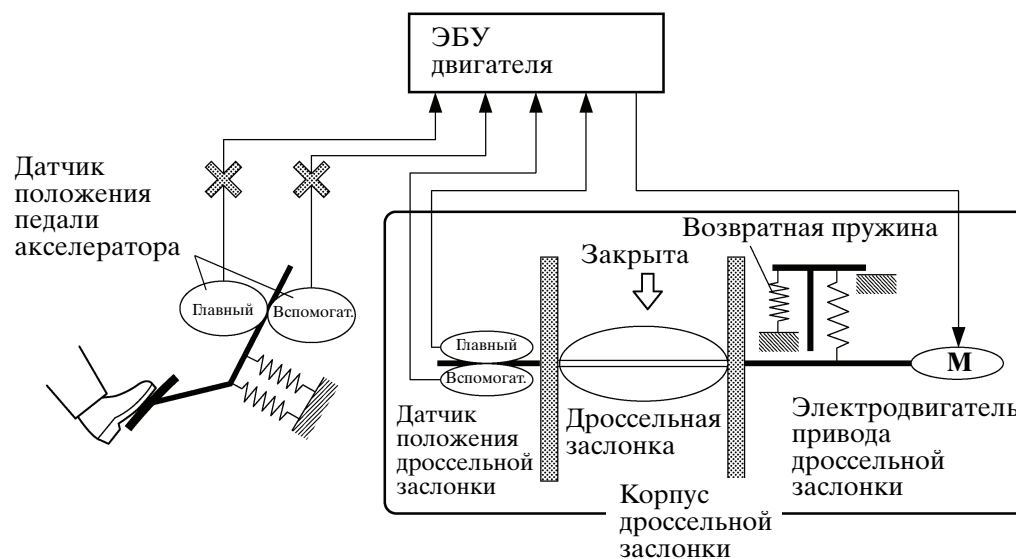 ЭБУ
двигателя
Датчик
положения
педали
акселератора
Главный
Вспомогат.
Возвратная пружина
Закрыта
Главный
Вспомогат.
М
Датчик
положения
дроссельной
заслонки
Дроссельная
заслонка
Электродвигатель
привода
дроссельной
заслонки
Корпус
дроссельной
заслонки